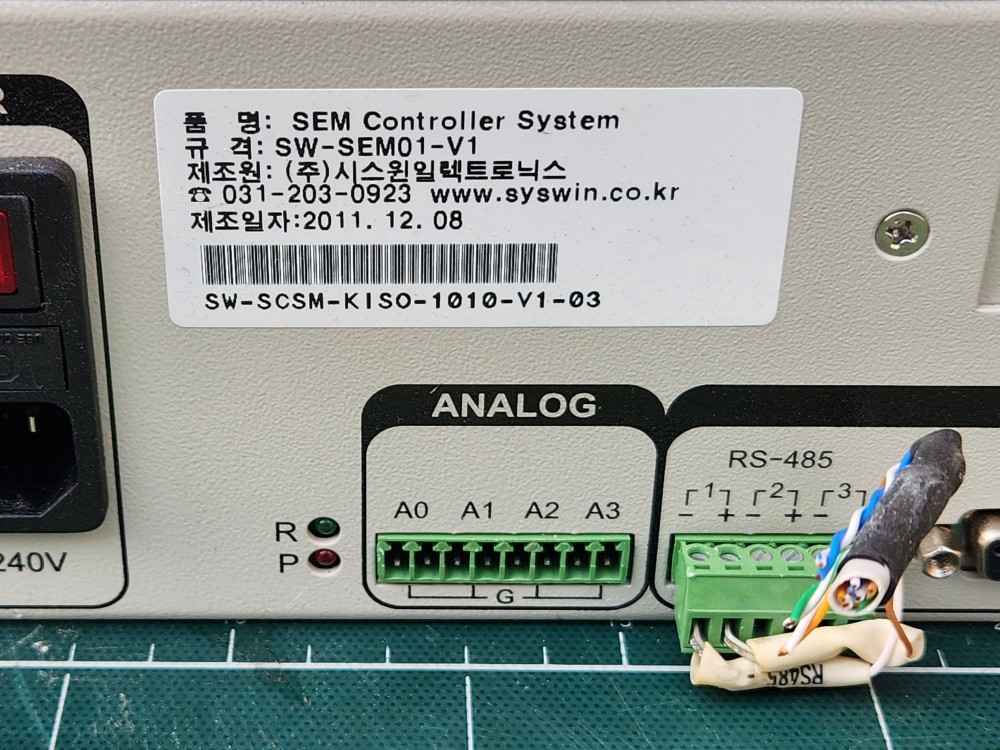 품 명: SEM Controller System
규 격: SW-SEM01-V1
제조원: (주)시스윈일렉트로닉스
☎ 031-203-0923 www.syswin.co.kr
제조일자:2011. 12. 08
SW-SCSM-KISO-1010-V1-03
R
240V
ANALOG
A0 A1 A2 A3
R
P
G
RS-485
1 2 3
- + - + -
RS485